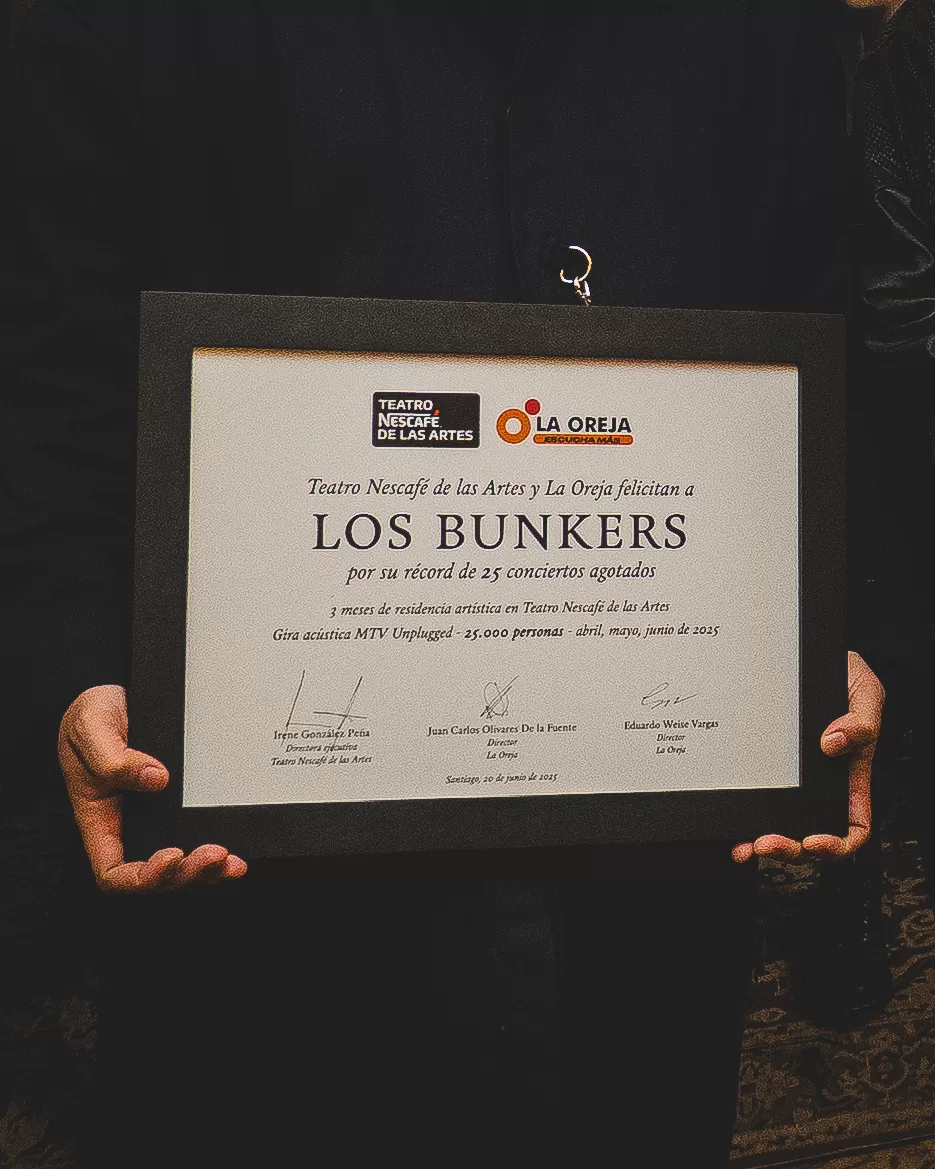 TEATRO
NESCAFÉ
DE LAS ARTES
LA OREJA
ESCUCHA MÁS
Teatro Nescafé de las Artes y La Oreja felicitan a
LOS BUNKERS
por su récord de 25 conciertos agotados
3 meses de residencia artística en Teatro Nescafé de las Artes
Gira acústica MTV Unplugged - 25.000 personas - abril, mayo, junio de 2025
Irene González Peña
Directora ejecutiva
Teatro Nescafé de las Artes
Juan Carlos Olivares De la Fuente
Director
La Oreja
Eduardo Weise Vargas
Director
La Oreja
Santiago, 20 de junio de 2025